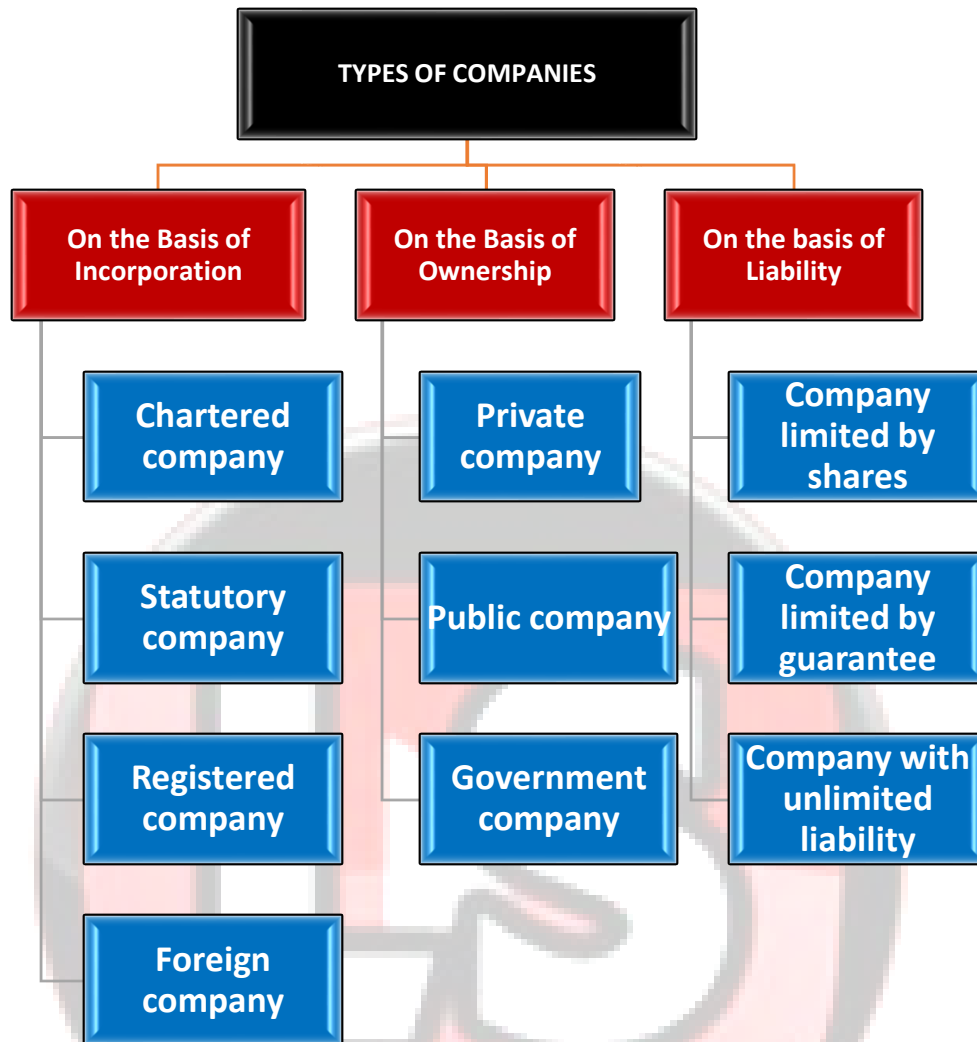 TYPES OF COMPANIES
On the Basis of
Incorporation
Chartered
company
Statutory
company
Registered
company
Foreign
company
On the Basis of
Ownership
Private
company
Public company
Government
company
On the basis of
Liability
Company
limited by
shares
Company
limited by
guarantee
Company with
unlimited
liability